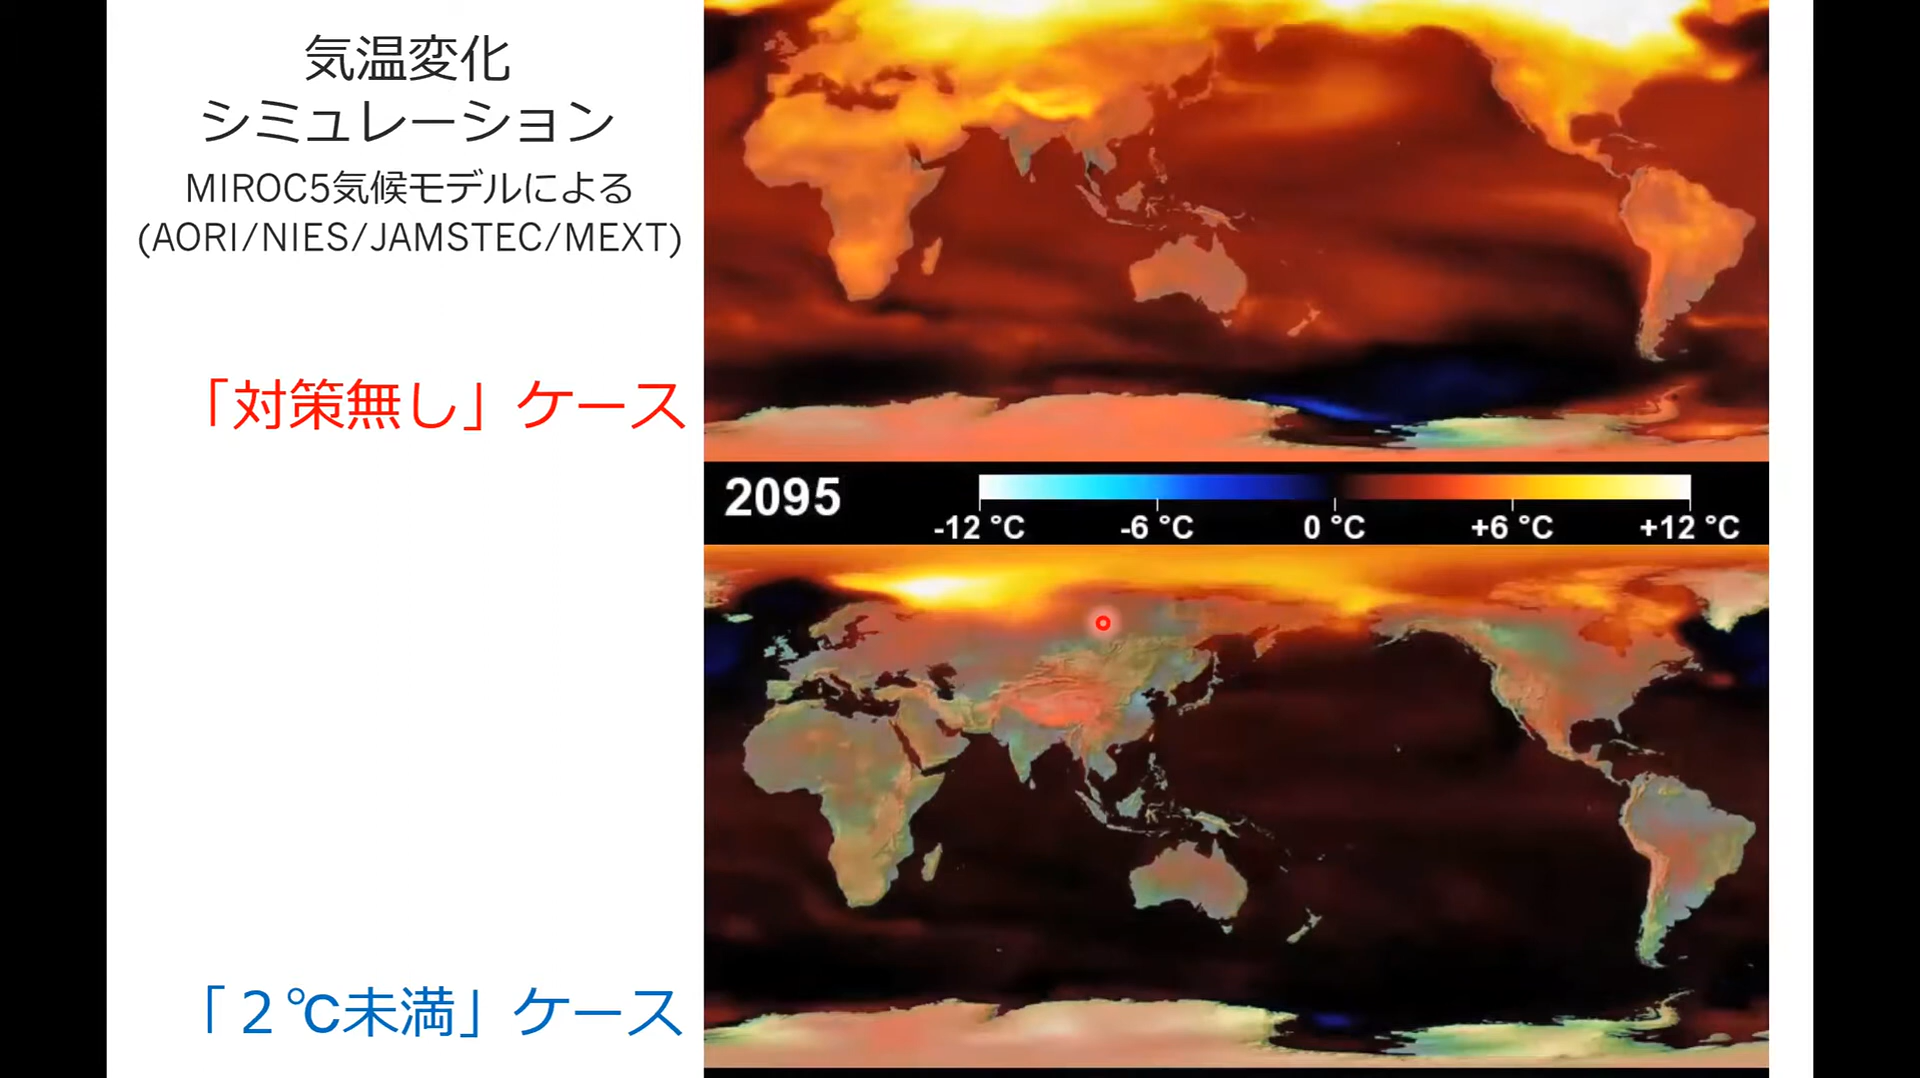 気温変化
シミュレーション
MIROC5気候モデルによる
(AORI/NIES/JAMSTEC/MEXT)
「対策無し」ケース
2095
-12 °C -6 °C 0 °C +6 °C +12 °C
「２℃未満」ケース